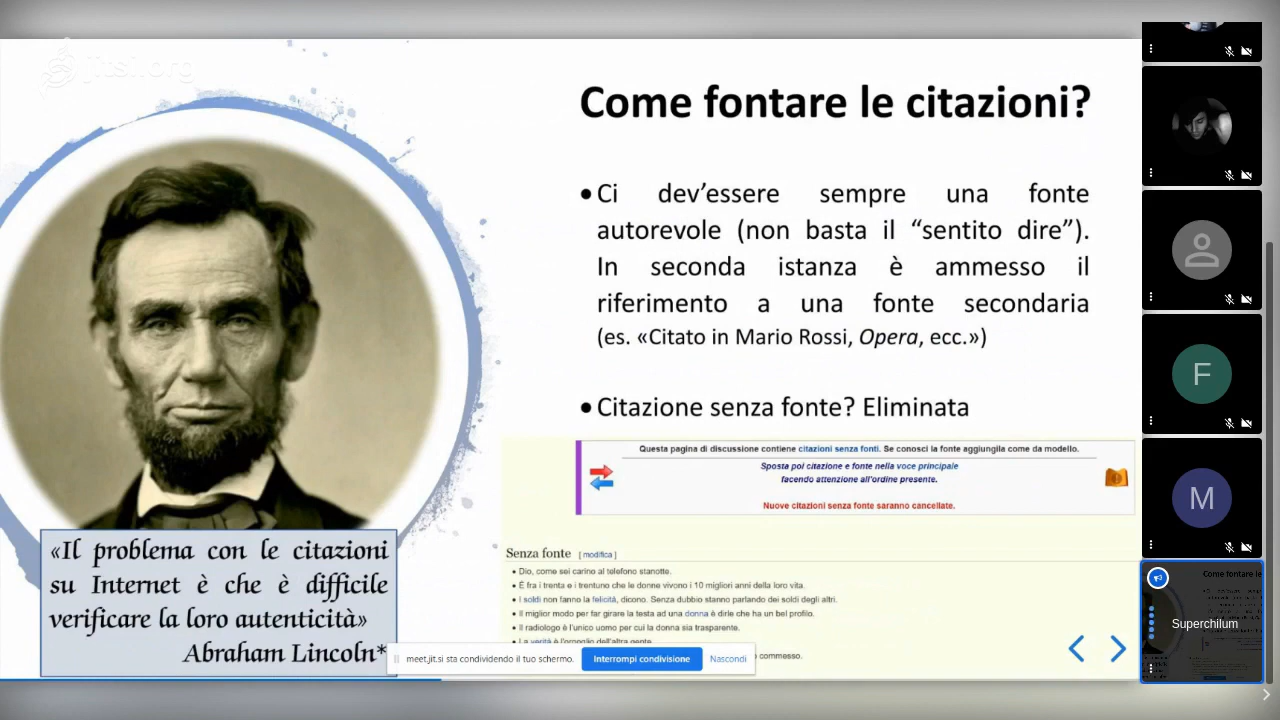 jitsi.org
Come fontare le citazioni?
• Ci dev’essere sempre una fonte
autorevole (non basta il “sentito dire”).
In seconda istanza è ammesso il
riferimento a una fonte secondaria
(es. «Citato in Mario Rossi, Opera, ecc.»)
• Citazione senza fonte? Eliminata
Questa pagina di discussione contiene citazioni senza fonti. Se conosci la fonte aggiungila come da modello.
Sposta poi citazione e fonte nella voce principale
facendo attenzione all'ordine presente.
Nuove citazioni senza fonte saranno cancellate.
Senza fonte [ modifica ]
• Dio, come sei carino al telefono stanotte.
• È fra i trenta e i trentuno che le donne vivono i 10 migliori anni della loro vita.
• I soldi non fanno la felicità, dicono. Senza dubbio stanno parlando dei soldi degli altri.
• Il miglior modo per far girare la testa ad una donna è dirle che ha un bel profilo.
• Il radiologo è l'unico uomo per cui la donna sia trasparente.
• La verità è l'orgoglio dell'altra gente.
commesso.
«Il problema con le citazioni
su Internet è che è difficile
verificare la loro autenticità»
Abraham Lincoln*
meet.jit.si sta condividendo il tuo schermo. Interrompi condivisione Nascondi
F
M
Come fontare le
Superchilum